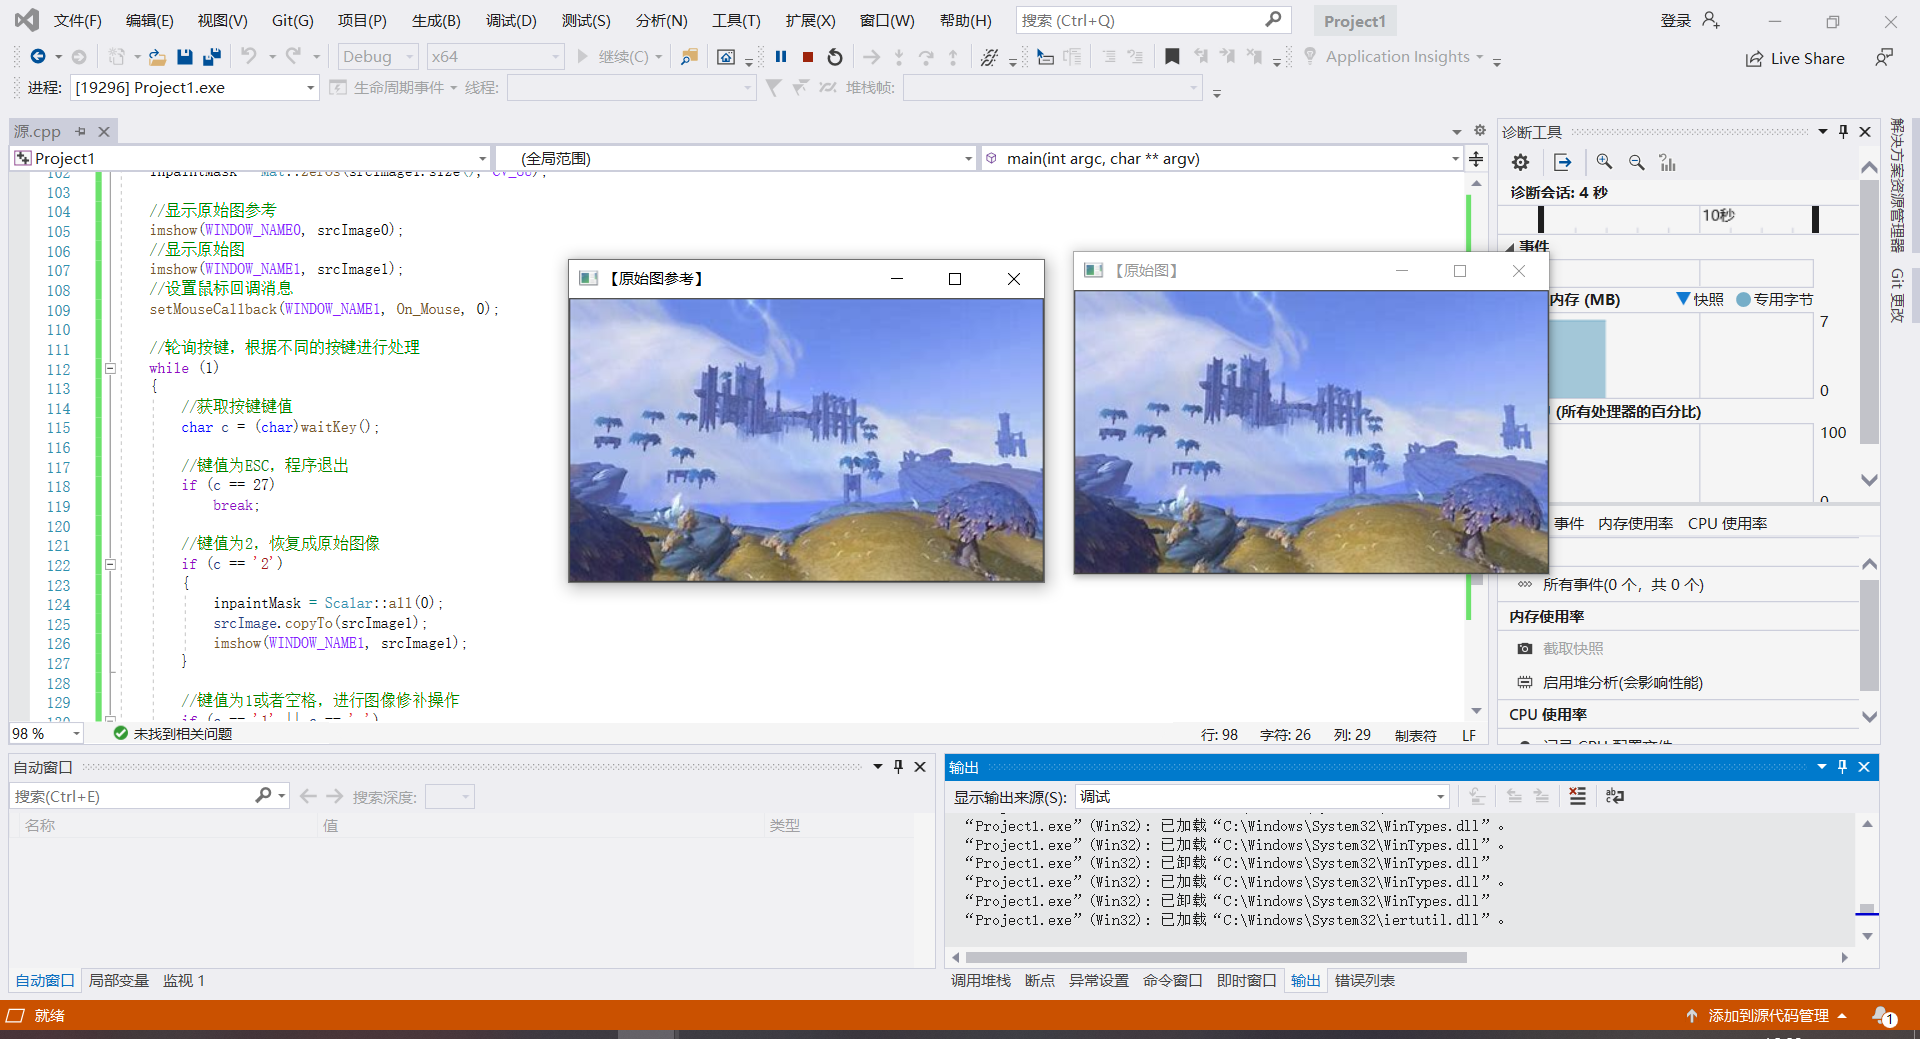 文件(F) 编辑(E) 视图(V) Git(G) 项目(P) 生成(B) 调试(D) 测试(S) 分析(N) 工具(T) 扩展(X) 窗口(W) 帮助(H) 搜索 (Ctrl+Q) Project1 登录
Debug x64 继续(C) Application Insights Live Share
进程: [19296] Project1.exe 生命周期事件 线程: 堆栈帧:
源.cpp
Project1 (全局范围) main(int argc, char ** argv)
102 inpaintMask = Mat::zeros(srcImage1.size(), CV_8U);
103
104 //显示原始图参考
105 imshow(WINDOW_NAME0, srcImage0);
106 //显示原始图
107 imshow(WINDOW_NAME1, srcImage1);
108 //设置鼠标回调消息
109 setMouseCallback(WINDOW_NAME1, On_Mouse, 0);
110
111 //轮询按键，根据不同的按键进行处理
112 while (1)
113 {
114 //获取按键键值
115 char c = (char)waitKey();
116
117 //键值为ESC，程序退出
118 if (c == 27)
119 break;
120
121 //键值为2，恢复成原始图像
122 if (c == '2')
123 {
124 inpaintMask = Scalar::all(0);
125 srcImage.copyTo(srcImage1);
126 imshow(WINDOW_NAME1, srcImage1);
127 }
128
129 //键值为1或者空格，进行图像修补操作
130 if (c == '1' || c == ' ')
98 % 未找到相关问题 行: 98 字符: 26 列: 29 制表符 LF
【原始图参考】
【原始图】
诊断工具
诊断会话: 4 秒
10秒
事件
内存 (MB) 快照 专用字节
7
0
(所有处理器的百分比)
100
0
事件 内存使用率 CPU 使用率
所有事件(0 个，共 0 个)
内存使用率
截取快照
启用堆分析(会影响性能)
CPU 使用率
记录 CPU 配置文件
解决方案资源管理器
Git 更改
自动窗口
搜索(Ctrl+E) 搜索深度:
名称 值 类型
自动窗口 局部变量 监视 1
输出
显示输出来源(S): 调试
“Project1.exe” (Win32): 已加载 “C:\Windows\System32\WinTypes.dll”。
“Project1.exe” (Win32): 已加载 “C:\Windows\System32\WinTypes.dll”。
“Project1.exe” (Win32): 已卸载 “C:\Windows\System32\WinTypes.dll”
“Project1.exe” (Win32): 已加载 “C:\Windows\System32\WinTypes.dll”。
“Project1.exe” (Win32): 已卸载 “C:\Windows\System32\WinTypes.dll”
“Project1.exe” (Win32): 已加载 “C:\Windows\System32\iertutil.dll”。
调用堆栈 断点 异常设置 命令窗口 即时窗口 输出 错误列表
就绪 添加到源代码管理 1